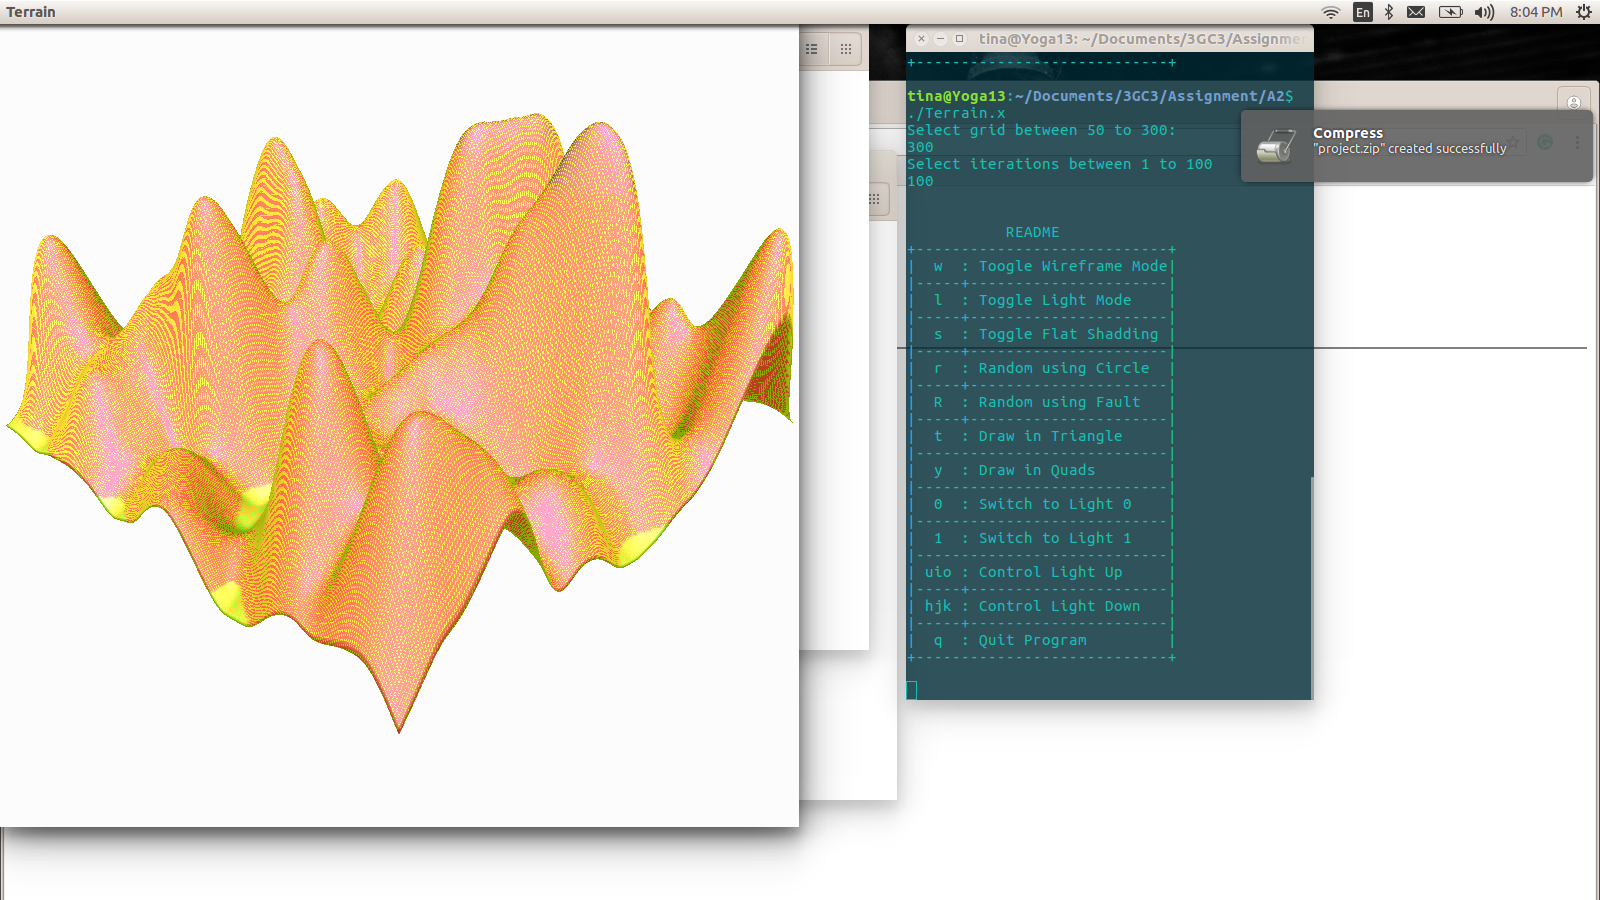 Terrain
En
8:04 PM
tina@Yoga13: ~/Documents/3GC3/Assignme
+----------------------------+
tina@Yoga13:~/Documents/3GC3/Assignment/A2$
./Terrain.x
Select grid between 50 to 300:
300
Select iterations between 1 to 100
100
README
+----------------------------+
| w : Toogle Wireframe Mode|
|-----+----------------------|
| l : Toggle Light Mode |
|-----+----------------------|
| s : Toggle Flat Shadding |
|-----+----------------------|
| r : Random using Circle |
|-----+----------------------|
| R : Random using Fault |
|-----+----------------------|
| t : Draw in Triangle |
|-----+----------------------|
| y : Draw in Quads |
|-----+----------------------|
| 0 : Switch to Light 0 |
|-----+----------------------|
| 1 : Switch to Light 1 |
|-----+----------------------|
| uio : Control Light Up |
|-----+----------------------|
| hjk : Control Light Down |
|-----+----------------------|
| q : Quit Program |
+----------------------------+
Compress
"project.zip" created successfully